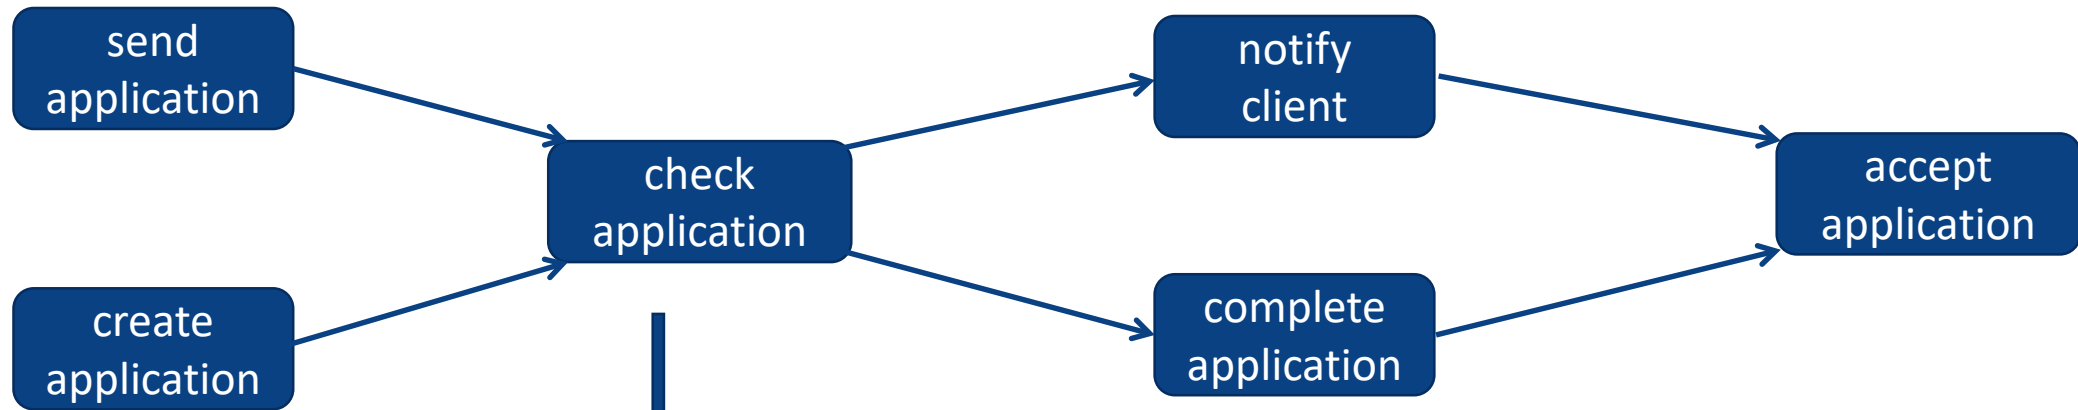 send
application
create
application
check
application
notify
client
complete
application
accept
application